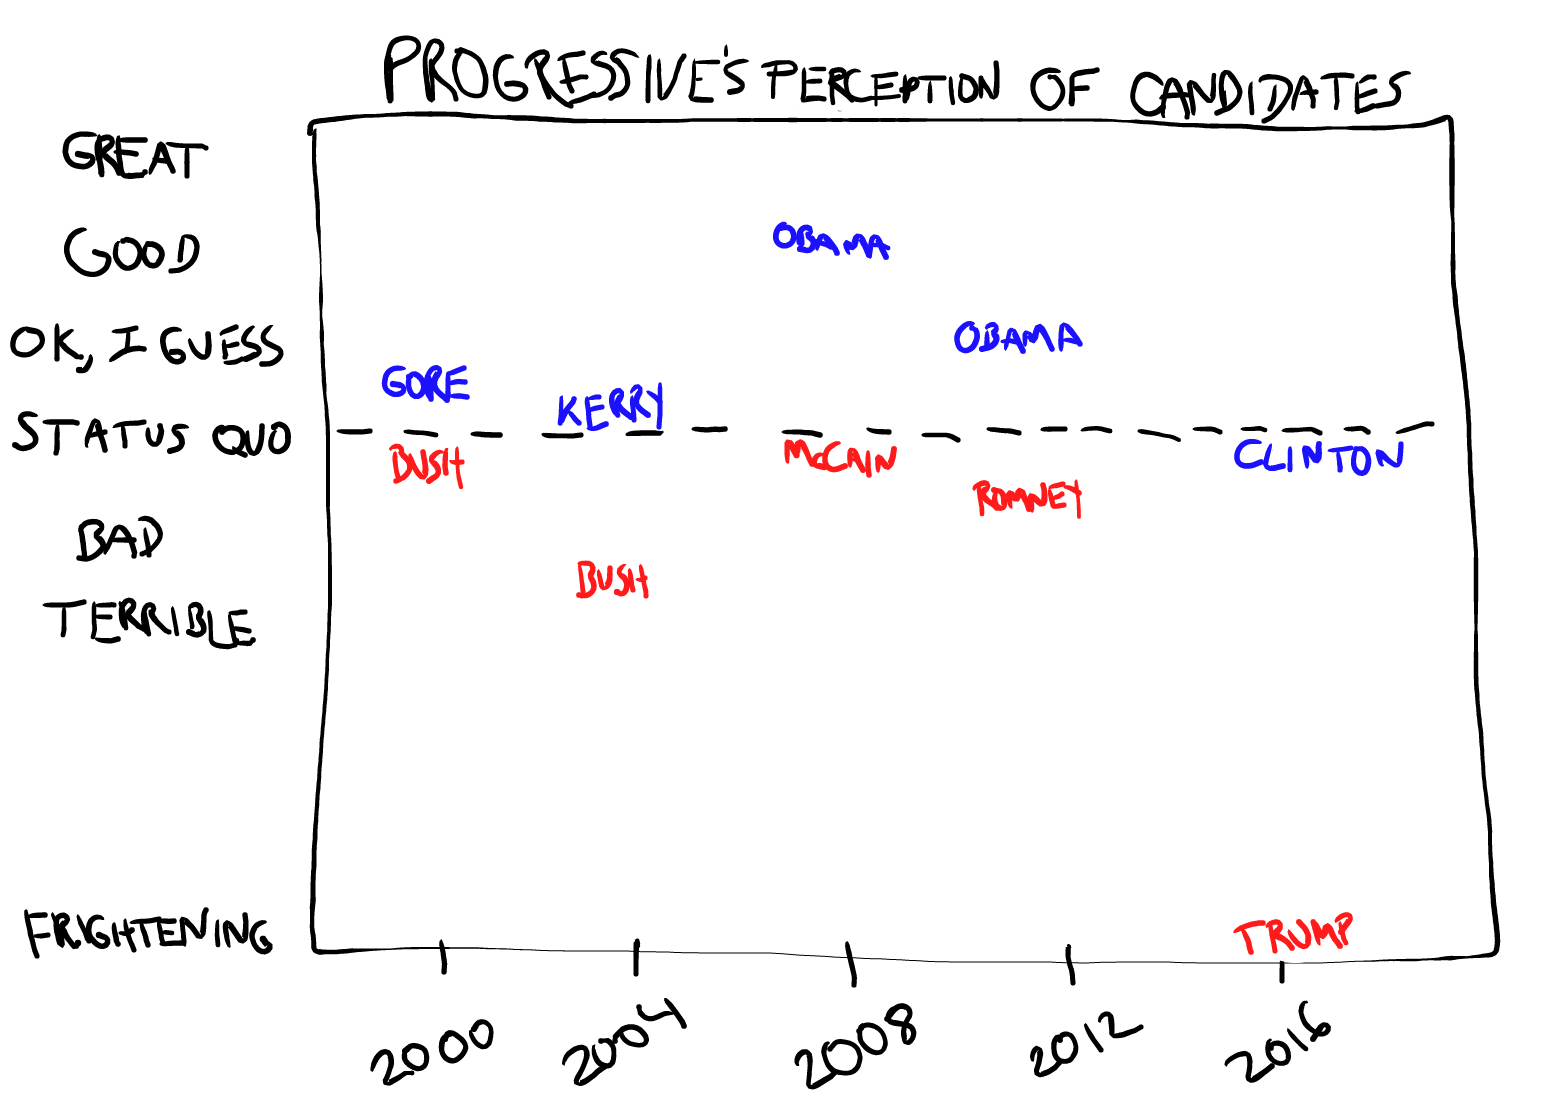 PROGRESSIVE'S PERCEPTION OF CANDIDATES
GREAT
GOOD
OBAMA
OK, I GUESS
OBAMA
GORE
KERRY
STATUS QUO
BUSH
McCAIN
CLINTON
ROMNEY
BAD
BUSH
TERRIBLE
FRIGHTENING
TRUMP
2000 2004 2008 2012 2016